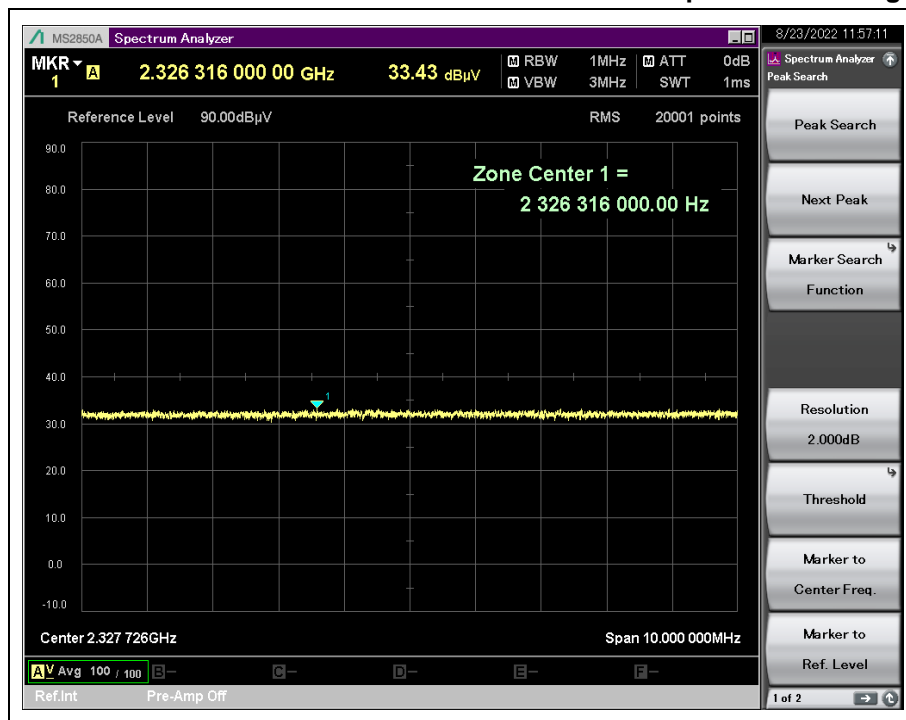 MS2850A Spectrum Analyzer
8/23/2022 11:57:11
MKR 1 A 2.326 316 000 00 GHz 33.43 dBµV
M RBW 1MHz M ATT 0dB
M VBW 3MHz SWT 1ms
Spectrum Analyzer
Peak Search
Reference Level 90.00dBµV RMS 20001 points
90.0
80.0
70.0
60.0
50.0
40.0
30.0
20.0
10.0
0.0
-10.0
Zone Center 1 =
2 326 316 000.00 Hz
1
Center 2.327 726GHz Span 10.000 000MHz
A V Avg 100 / 100 B- C- D- E- F-
Ref.Int Pre-Amp Off
Peak Search
Next Peak
Marker Search
Function
Resolution
2.000dB
Threshold
Marker to
Center Freq.
Marker to
Ref. Level
1 of 2